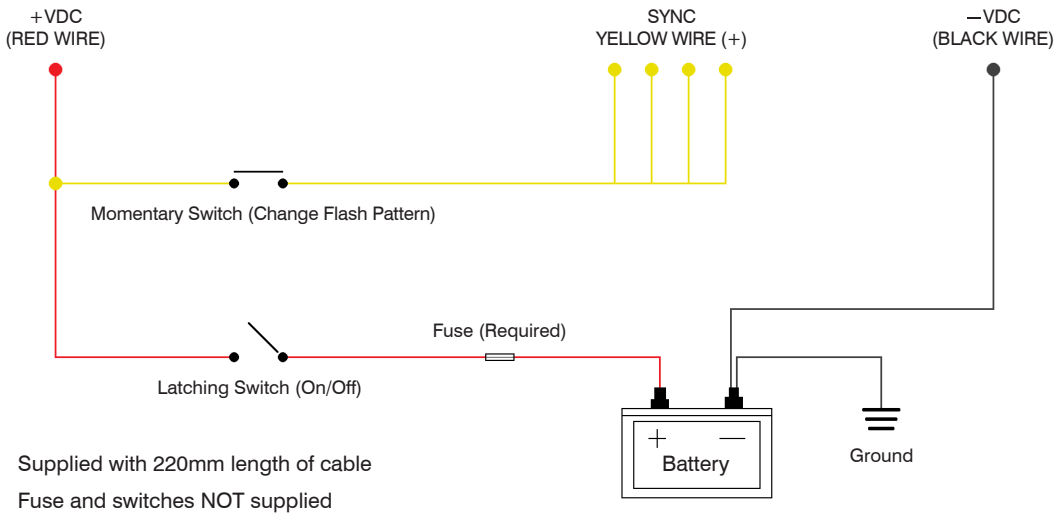 +VDC
(RED WIRE)
SYNC
YELLOW WIRE (+)
—VDC
(BLACK WIRE)
Momentary Switch (Change Flash Pattern)
Fuse (Required)
Latching Switch (On/Off)
+ —
Battery
Ground
Supplied with 220mm length of cable
Fuse and switches NOT supplied